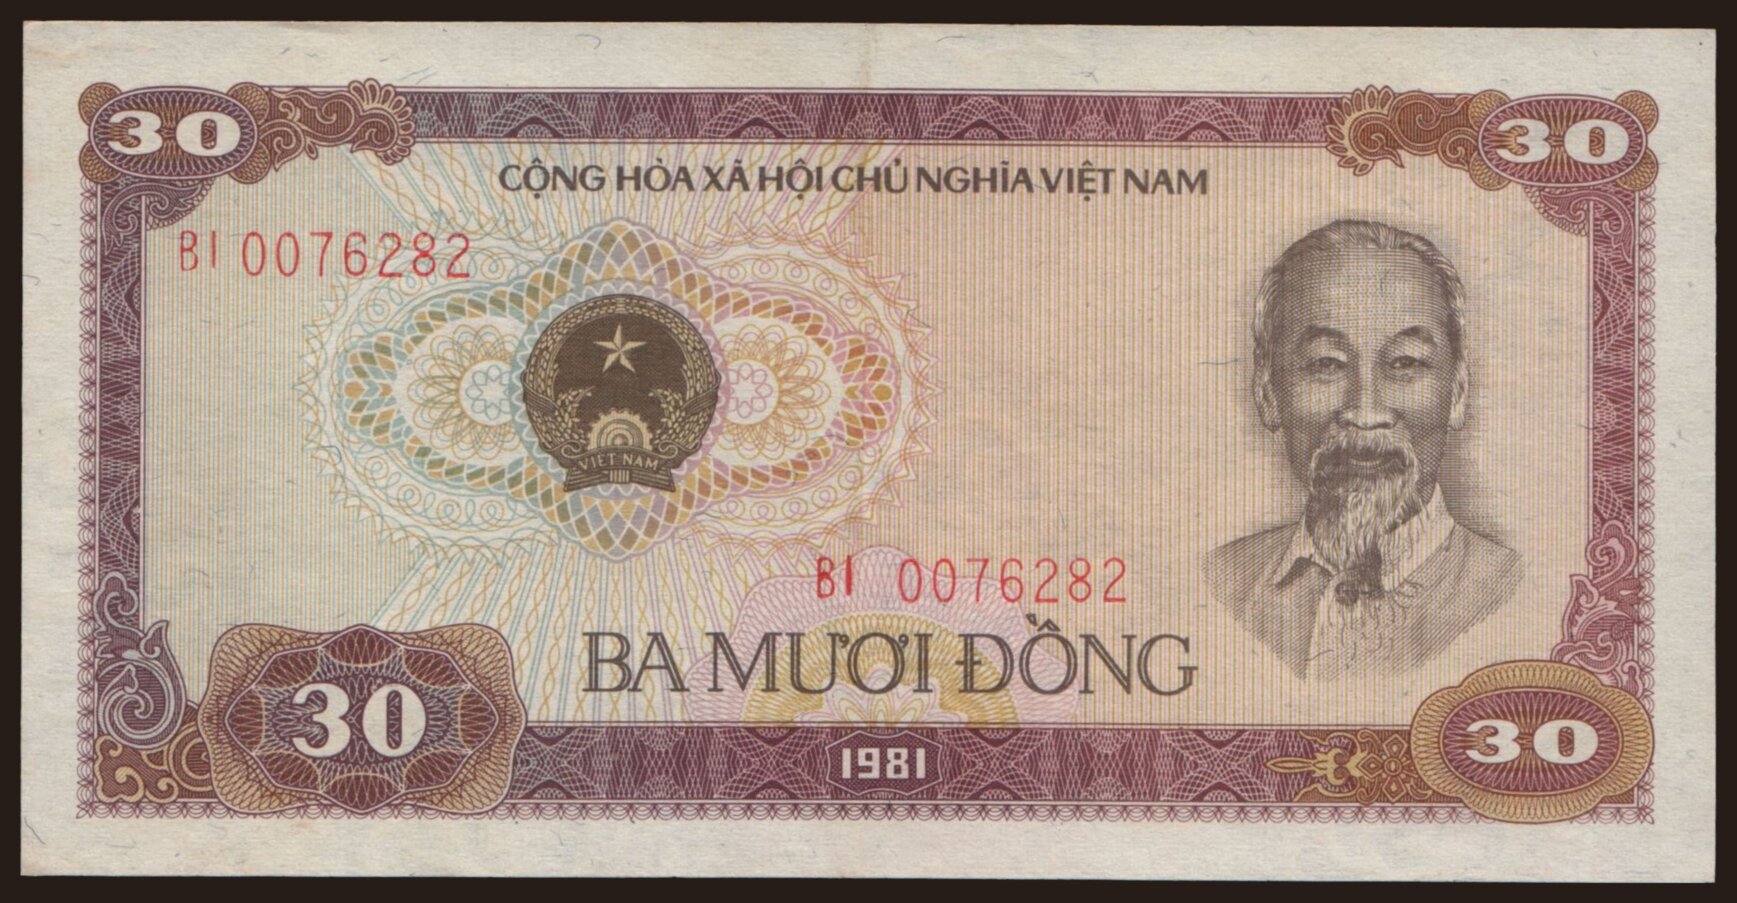 30
30
CỘNG HÒA XÃ HỘI CHỦ NGHĨA VIỆT NAM
BI 0076282
VIỆT NAM
BI 0076282
BA MƯƠI ĐỒNG
30
1981
30